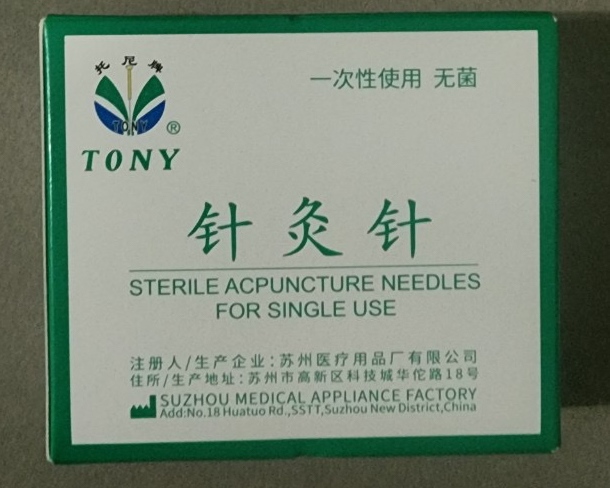 托尼牌
TONY®
TONY
一次性使用 无菌
针灸针
STERILE ACPUNCTURE NEEDLES
FOR SINGLE USE
注册人/生产企业：苏州医疗用品厂有限公司
住所/生产地址：苏州市高新区科技城华佗路18号
SUZHOU MEDICAL APPLIANCE FACTORY
Add:No.18 Huatuo Rd.,SSTT,Suzhou New District,China